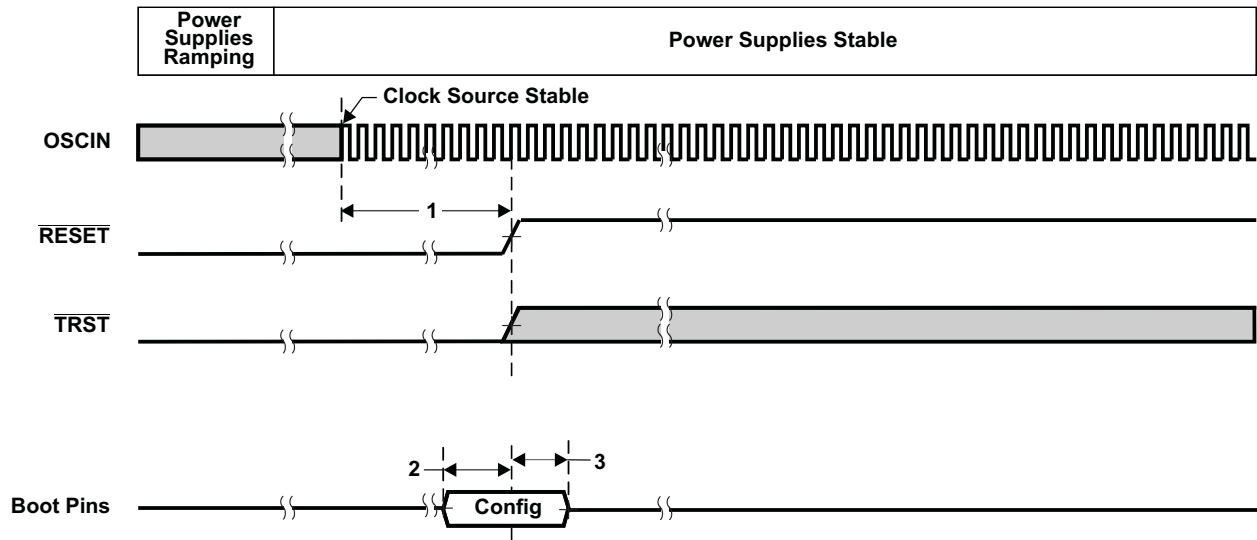 Power
Supplies
Ramping
Power Supplies Stable
Clock Source Stable
OSCIN
1
RESET
TRST
2
3
Boot Pins
Config